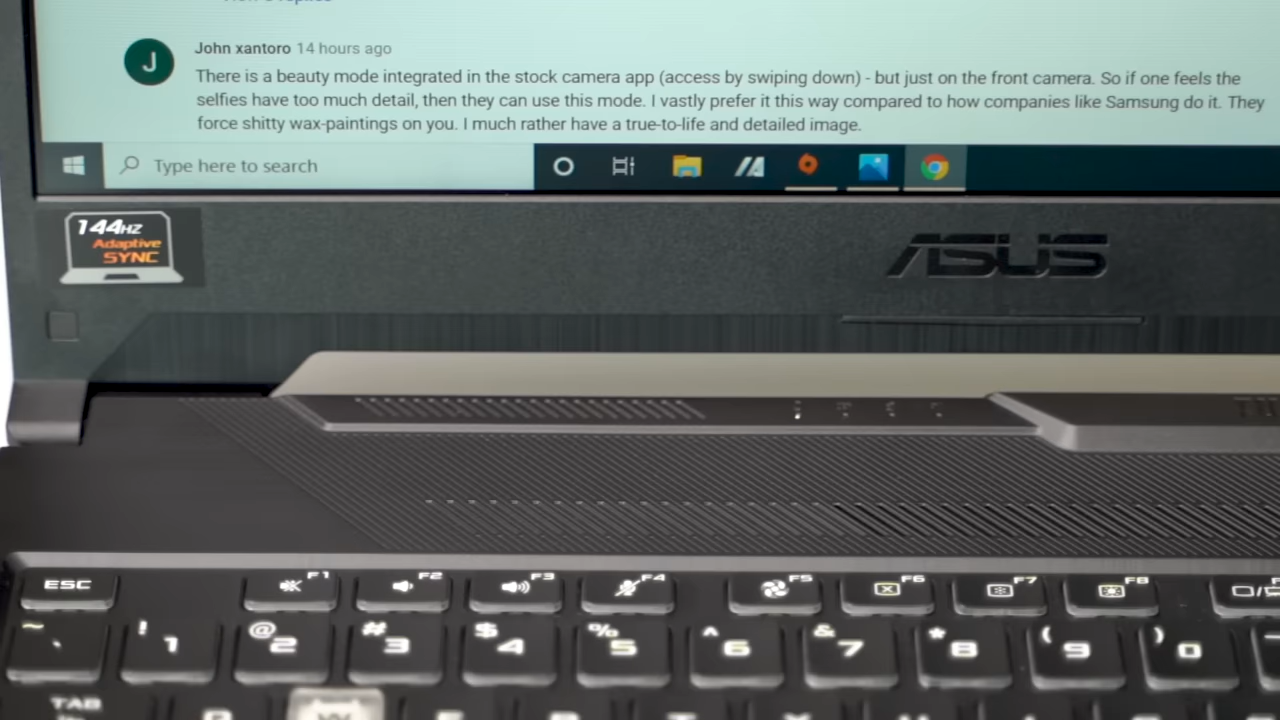 John xantoro 14 hours ago
There is a beauty mode integrated in the stock camera app (access by swiping down) - but just on the front camera. So if one feels the
selfies have too much detail, then they can use this mode. I vastly prefer it this way compared to how companies like Samsung do it. They
force shitty wax-paintings on you. I much rather have a true-to-life and detailed image.
J
Type here to search
144HZ
Adaptive
SYNC
ASUS
ESC
F1
F2
F3
F4
F5
F6
F7
F8
~ `
! 1
@ 2
# 3
$ 4
% 5
^ 6
& 7
* 8
( 9
) 0
TAB